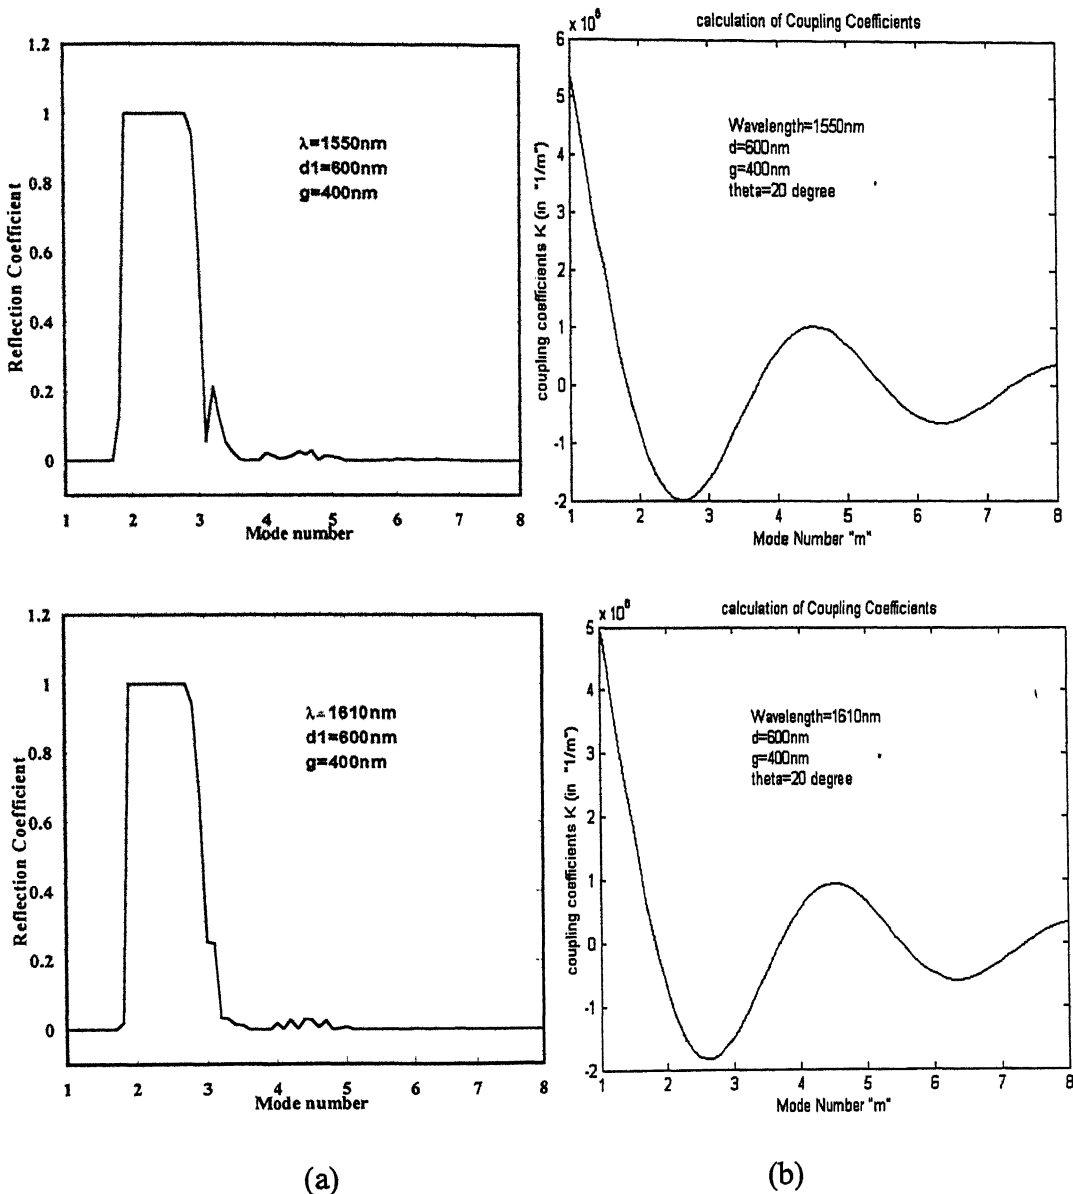 1.2
1
0.8
0.6
0.4
0.2
0
Reflection Coefficient
λ=1550nm
d1=600nm
g=400nm
1 2 3 4 5 6 7 8
Mode number
x 10^6
calculation of Coupling Coefficients
6
5
4
3
2
1
0
-1
-2
coupling coefficients K (in "1/m")
Wavelength=1550nm
d=600nm
g=400nm
theta=20 degree
1 2 3 4 5 6 7 8
Mode Number "m"
1.2
1
0.8
0.6
0.4
0.2
0
Reflection Coefficient
λ=1610nm
d1=600nm
g=400nm
1 2 3 4 5 6 7 8
Mode number
x 10^6
calculation of Coupling Coefficients
5
4
3
2
1
0
-1
-2
coupling coefficients K (in "1/m")
Wavelength=1610nm
d=600nm
g=400nm
theta=20 degree
1 2 3 4 5 6 7 8
Mode Number "m"
(a)
(b)